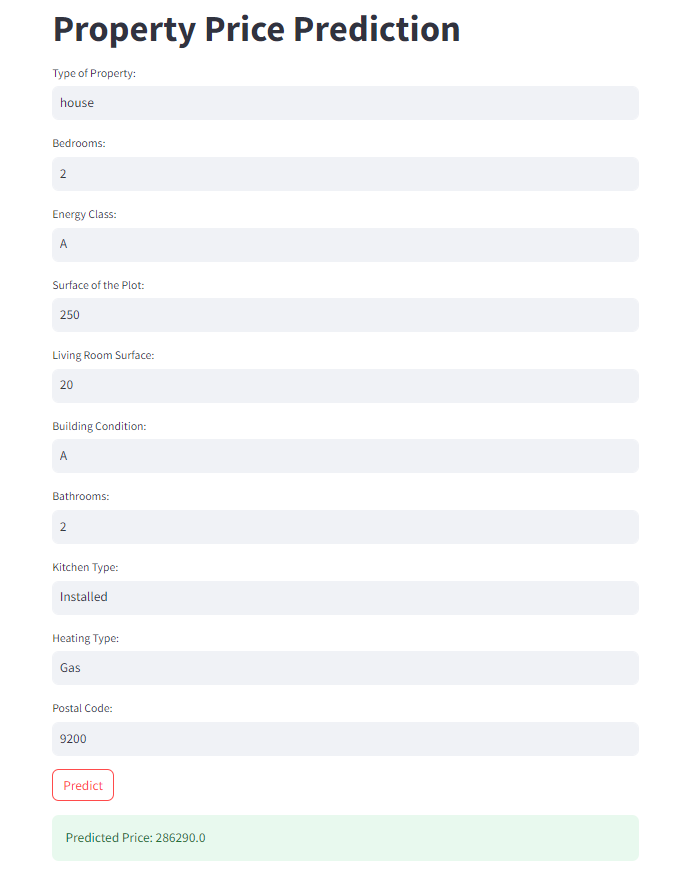 Property Price Prediction
Type of Property:
house
Bedrooms:
2
Energy Class:
A
Surface of the Plot:
250
Living Room Surface:
20
Building Condition:
A
Bathrooms:
2
Kitchen Type:
Installed
Heating Type:
Gas
Postal Code:
9200
Predict
Predicted Price: 286290.0